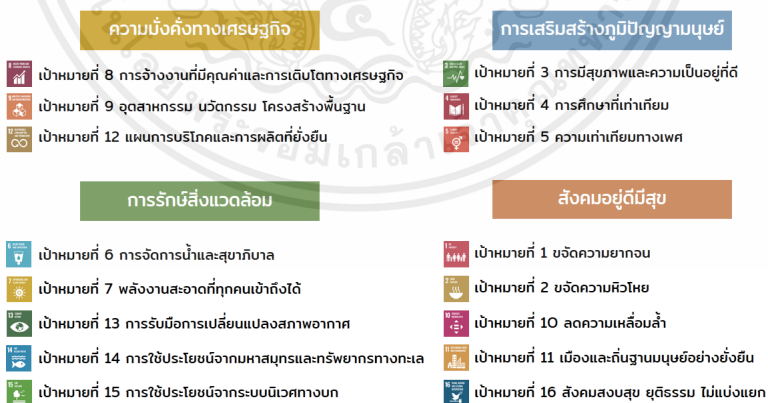 ความมั่งคั่งทางเศรษฐกิจ
เป้าหมายที่ 8 การจ้างงานที่มีคุณค่าและการเติบโตทางเศรษฐกิจ
เป้าหมายที่ 9 อุตสาหกรรม นวัตกรรม โครงสร้างพื้นฐาน
เป้าหมายที่ 12 แผนการบริโภคและการผลิตที่ยั่งยืน
การเสริมสร้างภูมิปัญญามนุษย์
เป้าหมายที่ 3 การมีสุขภาพและความเป็นอยู่ที่ดี
เป้าหมายที่ 4 การศึกษาที่เท่าเทียม
เป้าหมายที่ 5 ความเท่าเทียมทางเพศ
การรักษ์สิ่งแวดล้อม
เป้าหมายที่ 6 การจัดการน้ำและสุขาภิบาล
เป้าหมายที่ 7 พลังงานสะอาดที่ทุกคนเข้าถึงได้
เป้าหมายที่ 13 การรับมือการเปลี่ยนแปลงสภาพอากาศ
เป้าหมายที่ 14 การใช้ประโยชน์จากมหาสมุทรและทรัพยากรทางทะเล
เป้าหมายที่ 15 การใช้ประโยชน์จากระบบนิเวศทางบก
สังคมอยู่ดีมีสุข
เป้าหมายที่ 1 ขจัดความยากจน
เป้าหมายที่ 2 ขจัดความหิวโหย
เป้าหมายที่ 10 ลดความเหลื่อมล้ำ
เป้าหมายที่ 11 เมืองและถิ่นฐานมนุษย์อย่างยั่งยืน
เป้าหมายที่ 16 สังคมสงบสุข ยุติธรรม ไม่แบ่งแยก